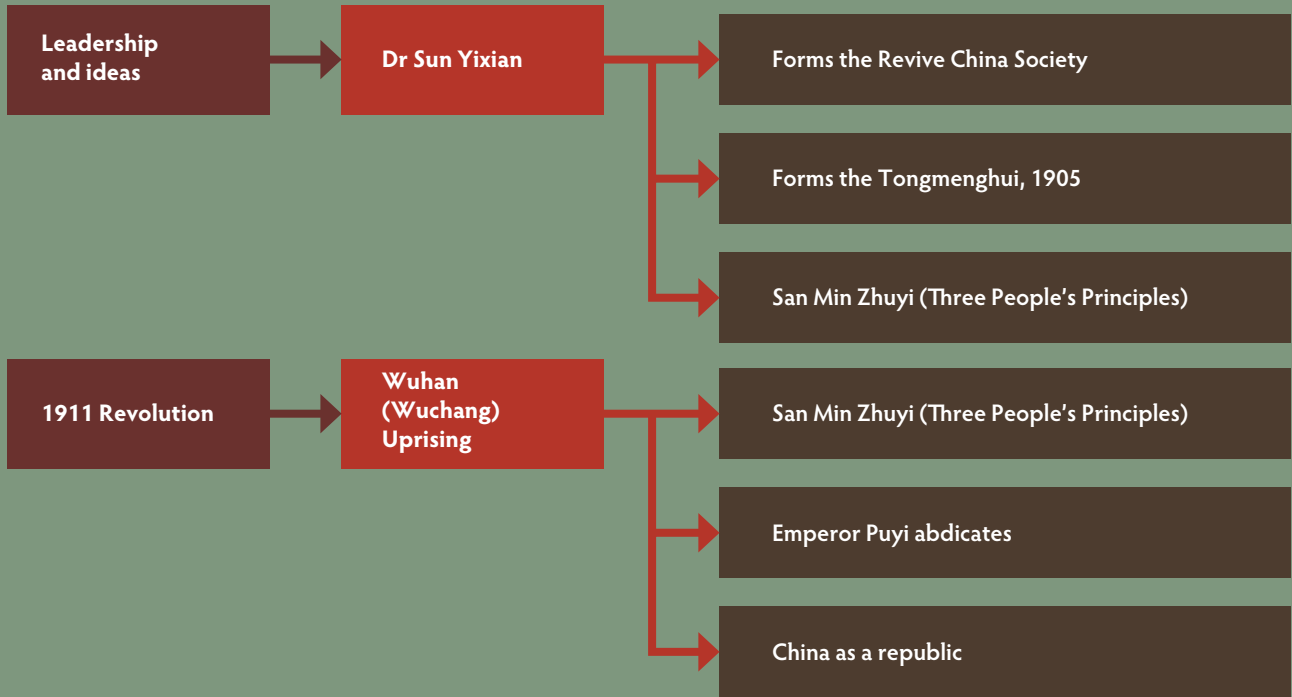 Leadership
and ideas
Dr Sun Yixian
Forms the Revive China Society
Forms the Tongmenghui, 1905
San Min Zhuyi (Three People's Principles)
1911 Revolution
Wuhan
(Wuchang)
Uprising
San Min Zhuyi (Three People's Principles)
Emperor Puyi abdicates
China as a republic